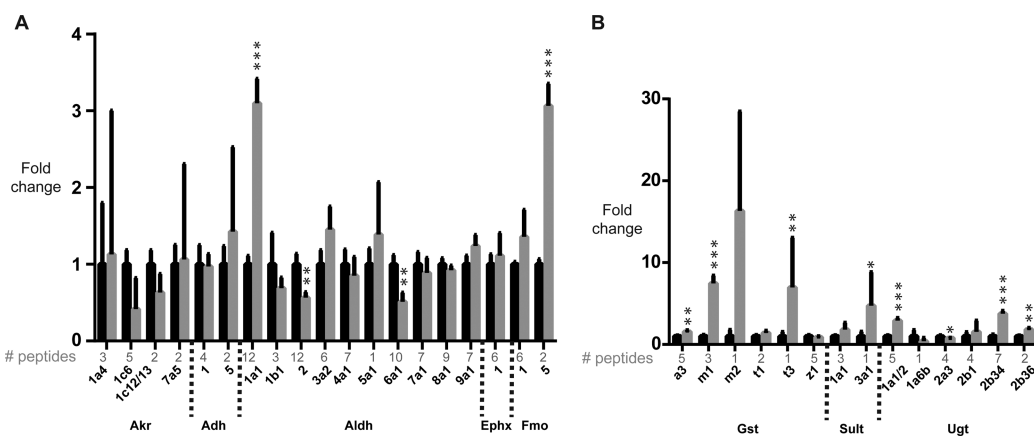 A
4
3
2
1
0
Fold
change
***
**
**
***
# peptides 3 5 2 2 4 2 12 3 12 6 7 1 10 7 9 7 6 6 2
1a4 1c6 1c12/13 7a5 1 5 1a1 1b1 2 3a2 4a1 5a1 6a1 7a1 8a1 9a1 1 1 5
Akr Adh Aldh Ephx Fmo
B
30
20
10
0
Fold
change
**
***
**
*
***
*
***
**
# peptides 5 3 1 2 1 5 3 1 5 1 4 4 7 2
a3 m1 m2 t1 t3 z1 1a1 3a1 1a1/2 1a6b 2a3 2b1 2b34 2b36
Gst Sult Ugt